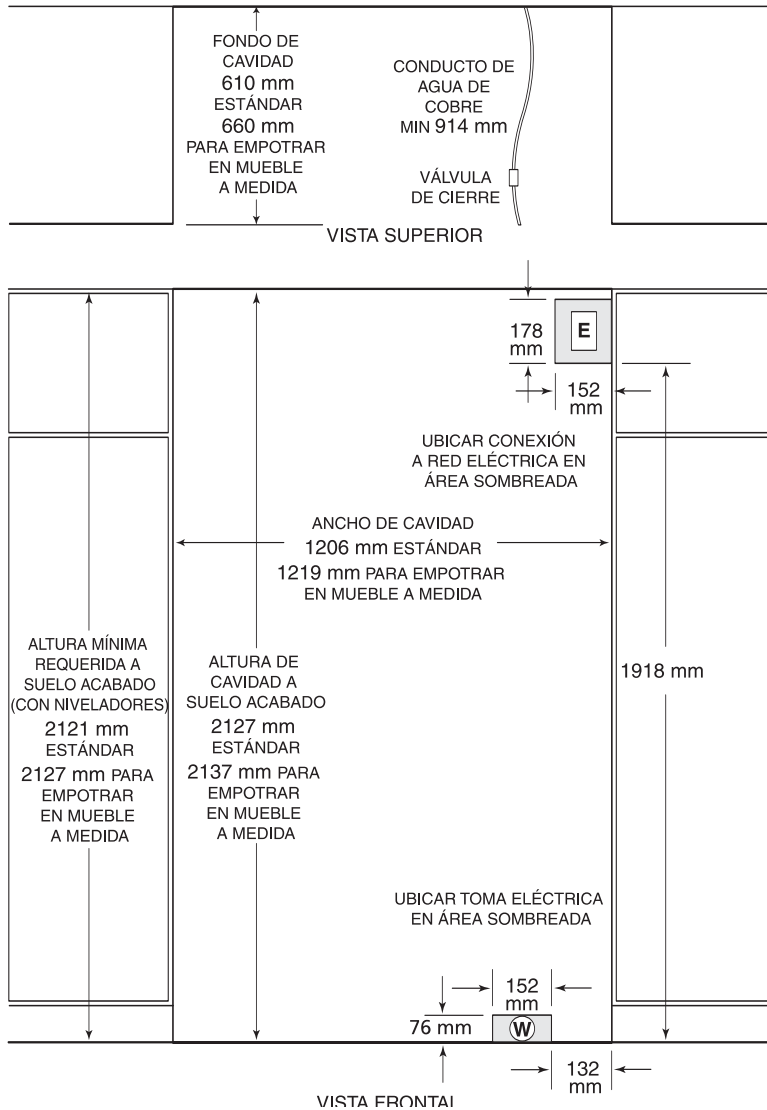 FONDO DE
CAVIDAD
610 mm
ESTÁNDAR
660 mm
PARA EMPOTRAR
EN MUEBLE
A MEDIDA
CONDUCTO DE
AGUA DE
COBRE
MIN 914 mm
VÁLVULA
DE CIERRE
VISTA SUPERIOR
178
mm
E
152
mm
UBICAR CONEXIÓN
A RED ELÉCTRICA EN
ÁREA SOMBREADA
ANCHO DE CAVIDAD
1206 mm ESTÁNDAR
1219 mm PARA EMPOTRAR
EN MUEBLE A MEDIDA
ALTURA MÍNIMA
REQUERIDA A
SUELO ACABADO
(CON NIVELADORES)
2121 mm
ESTÁNDAR
2127 mm PARA
EMPOTRAR
EN MUEBLE
A MEDIDA
ALTURA DE
CAVIDAD A
SUELO ACABADO
2127 mm
ESTÁNDAR
2137 mm PARA
EMPOTRAR
EN MUEBLE
A MEDIDA
1918 mm
UBICAR TOMA ELÉCTRICA
EN ÁREA SOMBREADA
152
mm
76 mm
W
132
mm
VISTA FRONTAL